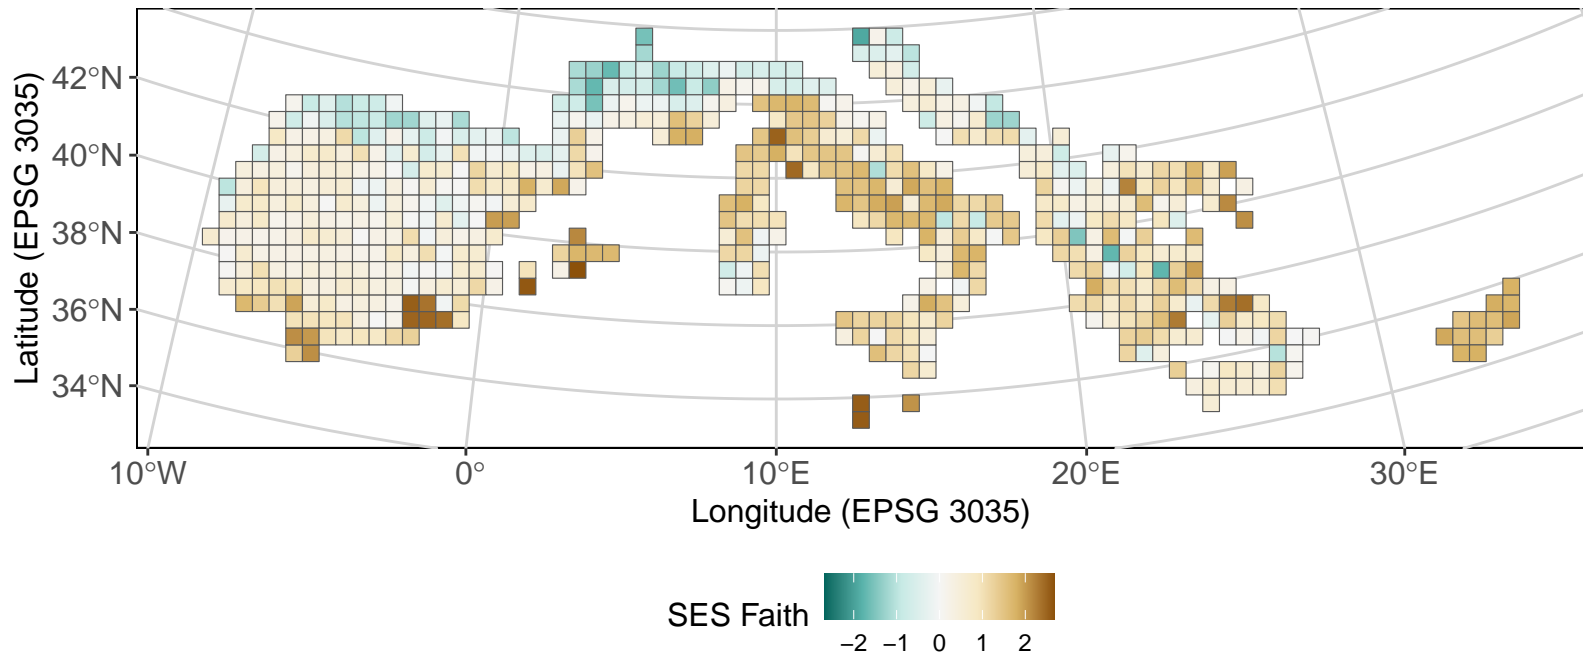 Latitude (EPSG 3035)
42°N
40°N
38°N
36°N
34°N
10°W 0° 10°E 20°E 30°E
Longitude (EPSG 3035)
SES Faith
−2 −1 0 1 2